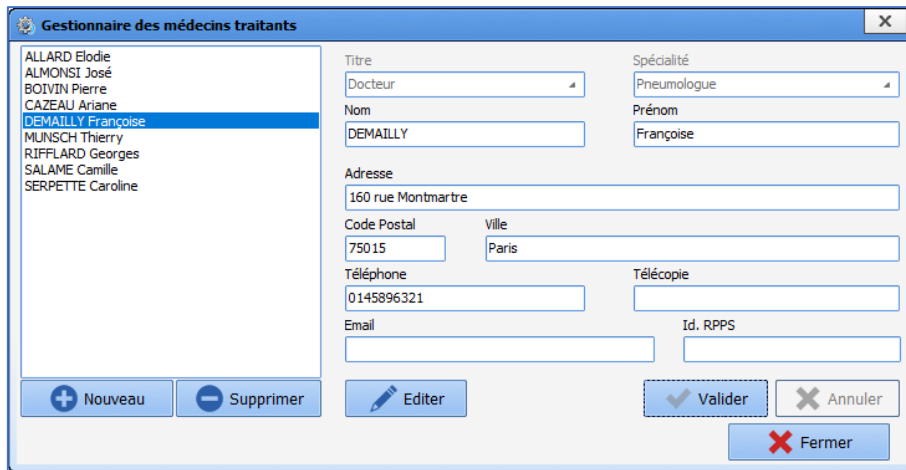 Gestionnaire des médecins traitants
ALLARD Elodie
ALMONSI José
BOIVIN Pierre
CAZEAU Ariane
DEMAILLY Françoise
MUNSCH Thierry
RIFFLARD Georges
SALAME Camille
SERPETTE Caroline
Nouveau
Supprimer
Titre
Spécialité
Docteur
Pneumologue
Nom
Prénom
DEMAILLY
Françoise
Adresse
160 rue Montmartre
Code Postal
Ville
75015
Paris
Téléphone
Télécopie
0145896321
Email
Id. RPPS
Editer
Valider
Annuler
Fermer